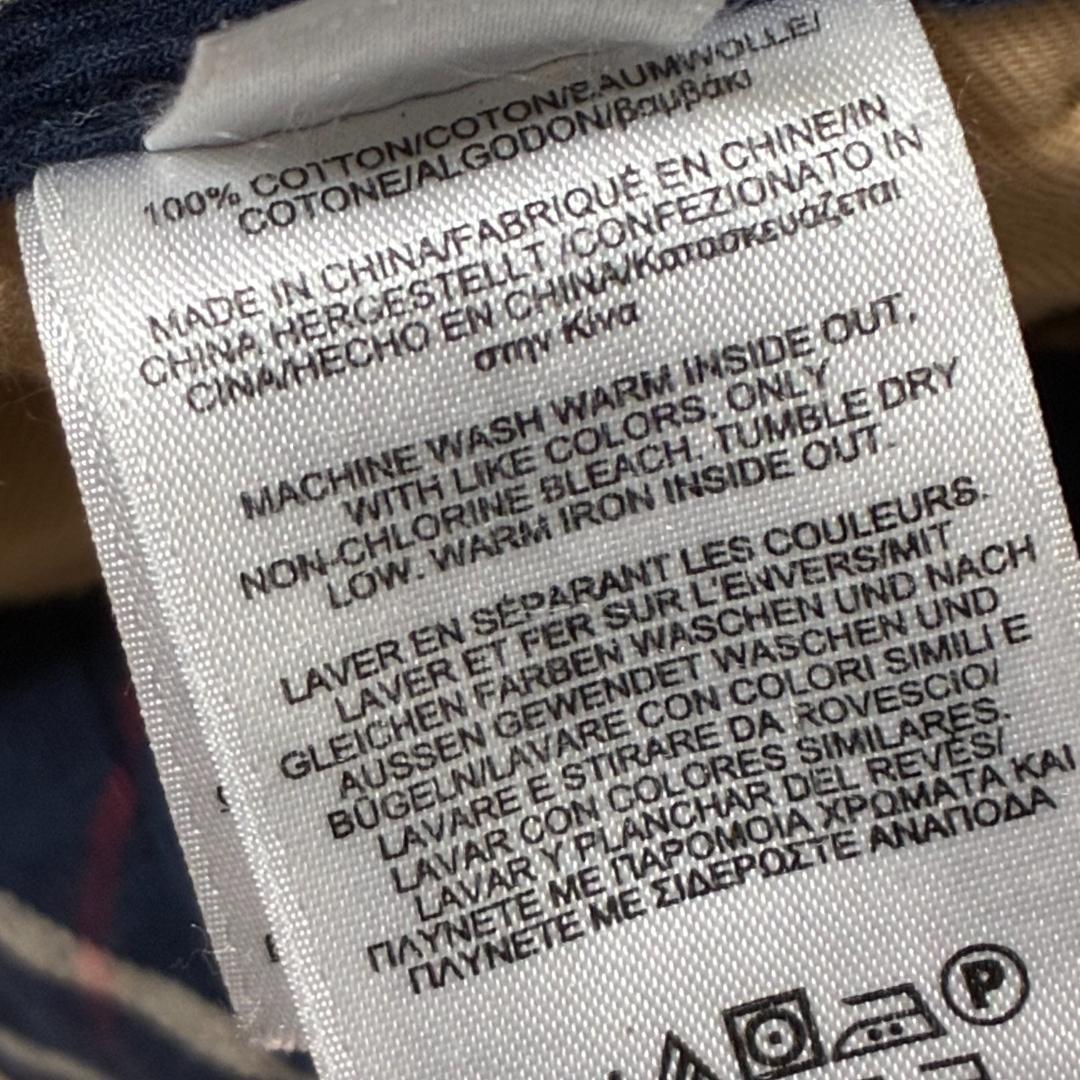 100% COTTON/COTON/BAUMWOLLE/
COTONE/ALGODON/βαμβάκι
MADE IN CHINA/FABRIQUÉ EN CHINE/IN
CHINA HERGESTELLT /CONFEZIONATO IN
CINA/HECHO EN CHINA/Κατασκευάζεται
στην Κίνα
MACHINE WASH WARM INSIDE OUT,
WITH LIKE COLORS. ONLY
NON-CHLORINE BLEACH. TUMBLE DRY
LOW. WARM IRON INSIDE OUT.
LAVER EN SÉPARANT LES COULEURS.
LAVER ET FER SUR L'ENVERS/MIT
GLEICHEN FARBEN WASCHEN UND NACH
AUSSEN GEWENDET WASCHEN UND
BÜGELN/LAVARE CON COLORI SIMILI E
LAVARE E STIRARE DA ROVESCIO/
LAVAR CON COLORES SIMILARES.
LAVAR Y PLANCHAR DEL REVES/
ΠΛΥΝΕΤΕ ΜΕ ΠΑΡΟΜΟΙΑ ΧΡΩΜΑΤΑ ΚΑΙ
ΠΛΥΝΕΤΕ ΜΕ ΣΙΔΕΡΩΣΤΕ ΑΝΑΠΟΔΑ
P